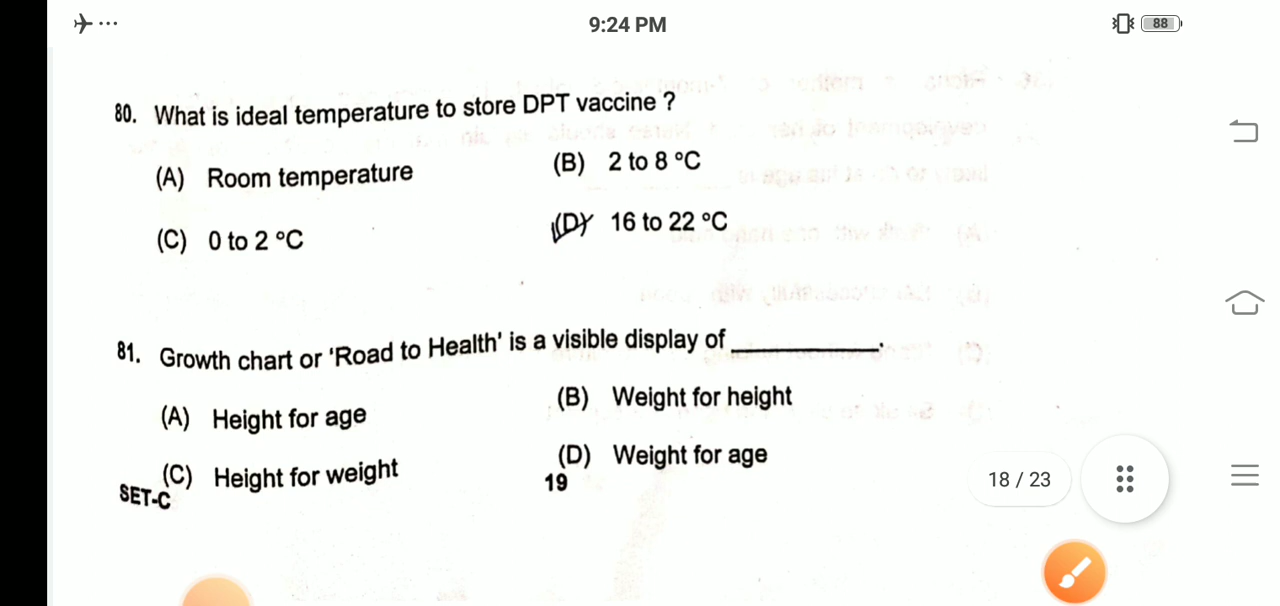 9:24 PM
88
80. What is ideal temperature to store DPT vaccine ?
(A) Room temperature
(B) 2 to 8 °C
(C) 0 to 2 °C
(D) 16 to 22 °C
81. Growth chart or 'Road to Health' is a visible display of ___________.
(A) Height for age
(B) Weight for height
(C) Height for weight
(D) Weight for age
SET-C
19
18 / 23